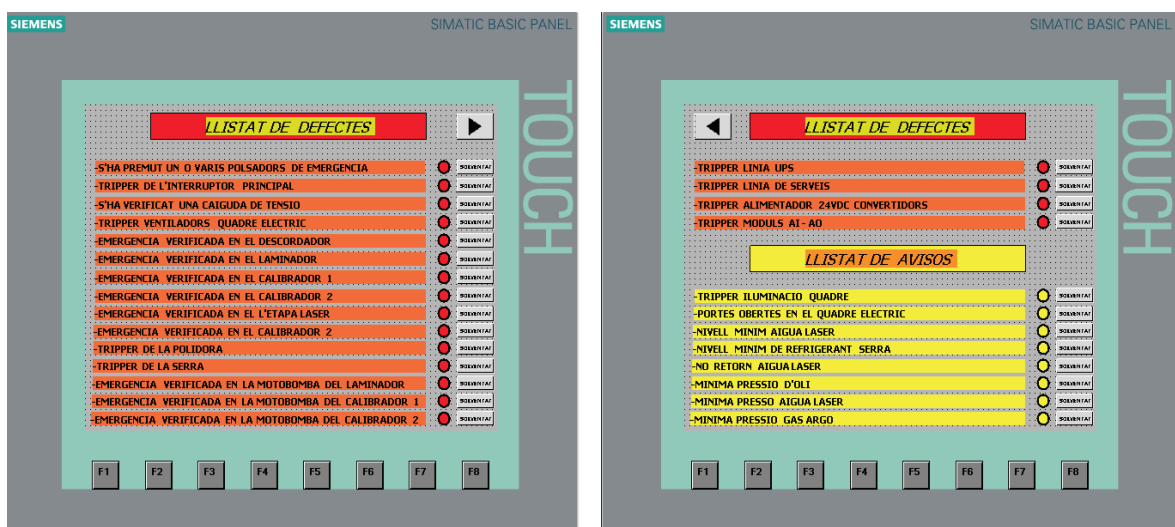 SIEMENS
SIMATIC BASIC PANEL
TOUCH
LLISTAT DE DEFECTES
-S'HA PREMUT UN O VARIS POLSADORS DE EMERGENCIA SOLVENTAT
-TRIPPER DE L'INTERRUPTOR PRINCIPAL SOLVENTAT
-S'HA VERIFICAT UNA CAIGUDA DE TENSIO SOLVENTAT
-TRIPPER VENTILADORS QUADRE ELECTRIC SOLVENTAT
-EMERGENCIA VERIFICADA EN EL DESCORDADOR SOLVENTAT
-EMERGENCIA VERIFICADA EN EL LAMINADOR SOLVENTAT
-EMERGENCIA VERIFICADA EN EL CALIBRADOR 1 SOLVENTAT
-EMERGENCIA VERIFICADA EN EL CALIBRADOR 2 SOLVENTAT
-EMERGENCIA VERIFICADA EN EL L'ETAPA LASER SOLVENTAT
-EMERGENCIA VERIFICADA EN EL CALIBRADOR 2 SOLVENTAT
-TRIPPER DE LA POLIDORA SOLVENTAT
-TRIPPER DE LA SERRA SOLVENTAT
-EMERGENCIA VERIFICADA EN LA MOTOBOMBA DEL LAMINADOR SOLVENTAT
-EMERGENCIA VERIFICADA EN LA MOTOBOMBA DEL CALIBRADOR 1 SOLVENTAT
-EMERGENCIA VERIFICADA EN LA MOTOBOMBA DEL CALIBRADOR 2 SOLVENTAT
F1 F2 F3 F4 F5 F6 F7 F8
SIEMENS
SIMATIC BASIC PANEL
TOUCH
LLISTAT DE DEFECTES
-TRIPPER LINIA UPS SOLVENTAT
-TRIPPER LINIA DE SERVEIS SOLVENTAT
-TRIPPER ALIMENTADOR 24VDC CONVERTIDORS SOLVENTAT
-TRIPPER MODULS AI-AO SOLVENTAT
LLISTAT DE AVISOS
-TRIPPER ILUMINACIO QUADRE SOLVENTAT
-PORTES OBERTES EN EL QUADRE ELECTRIC SOLVENTAT
-NIVELL MINIM AIGUA LASER SOLVENTAT
-NIVELL MINIM DE REFRIGERANT SERRA SOLVENTAT
-NO RETORN AIGUA LASER SOLVENTAT
-MINIMA PRESSIO D'OLI SOLVENTAT
-MINIMA PRESSO AIGUA LASER SOLVENTAT
-MINIMA PRESSIO GAS ARGO SOLVENTAT
F1 F2 F3 F4 F5 F6 F7 F8